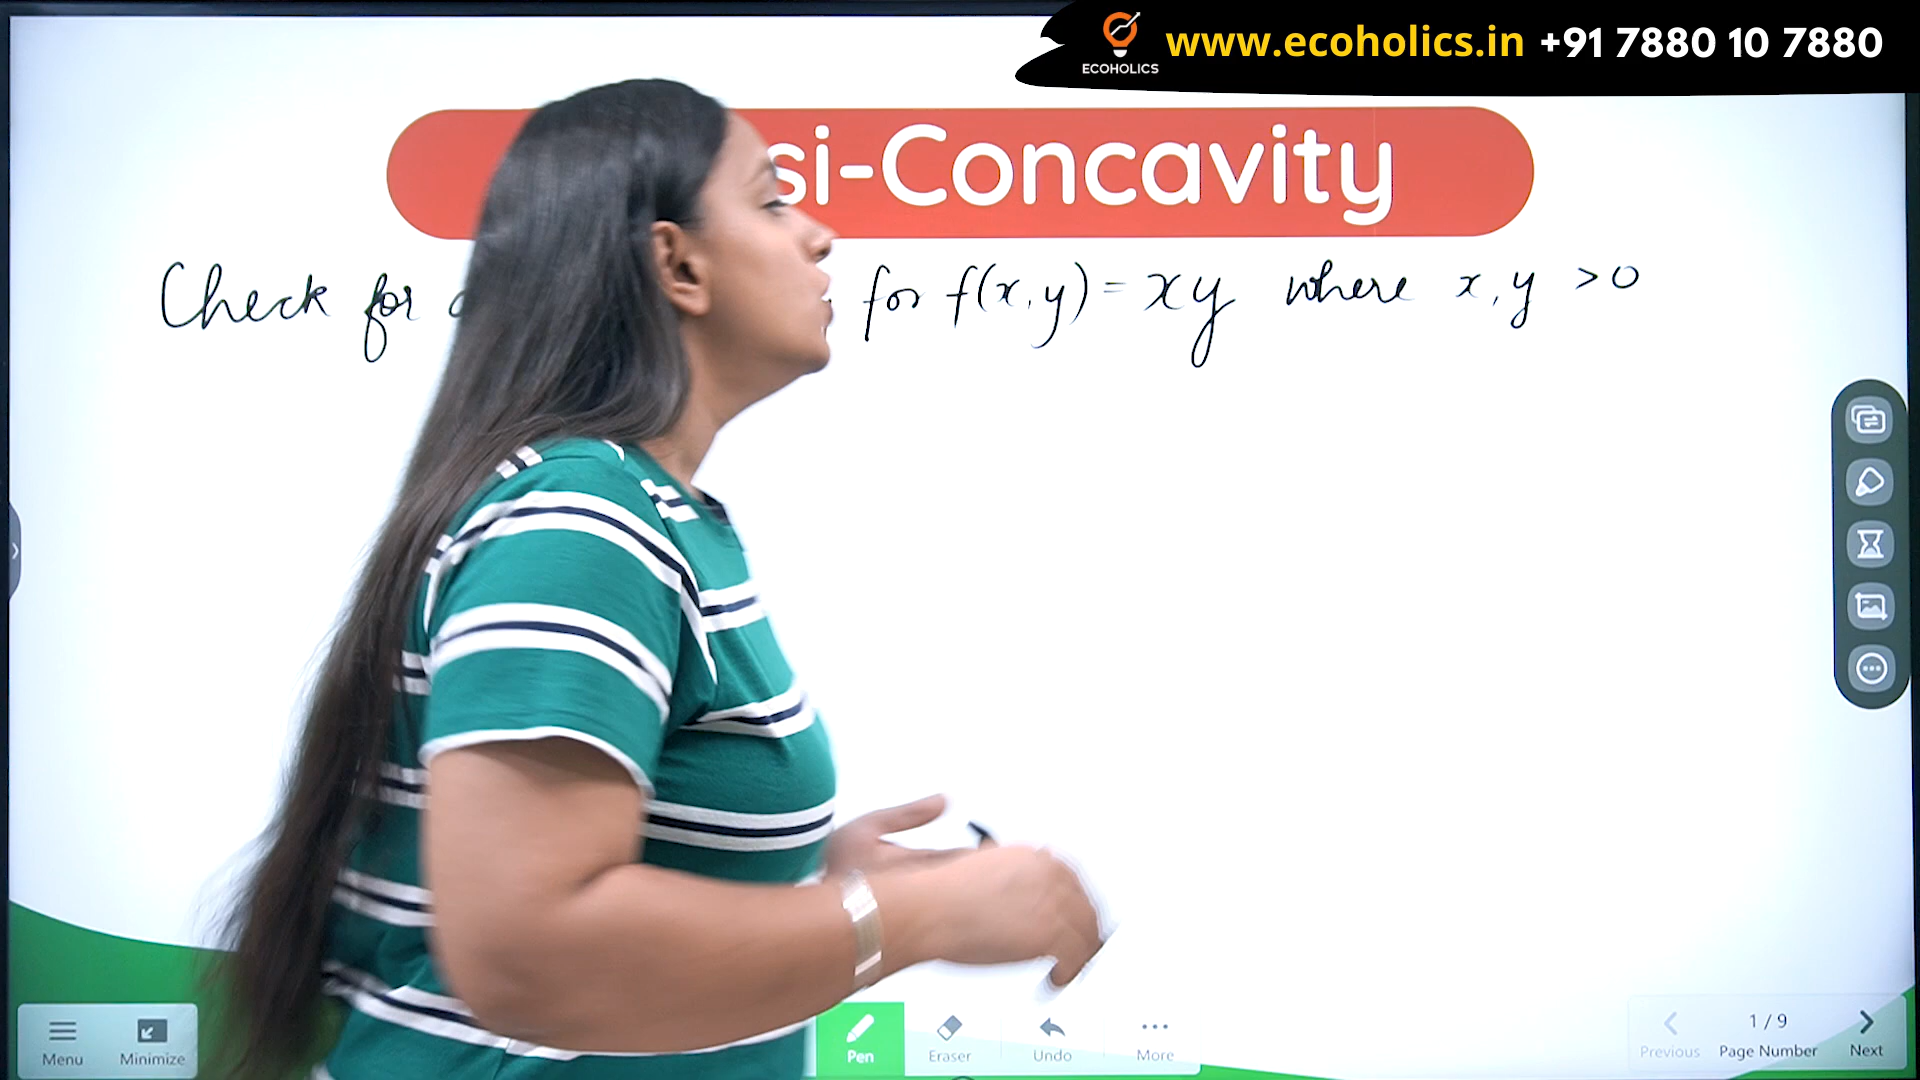 www.ecoholics.in +91 7880 10 7880
ECOHOLICS
si-Concavity
Check for for f(x,y) = xy where x, y >0
Menu Minimize Pen Eraser Undo More
1 / 9
Previous Page Number Next